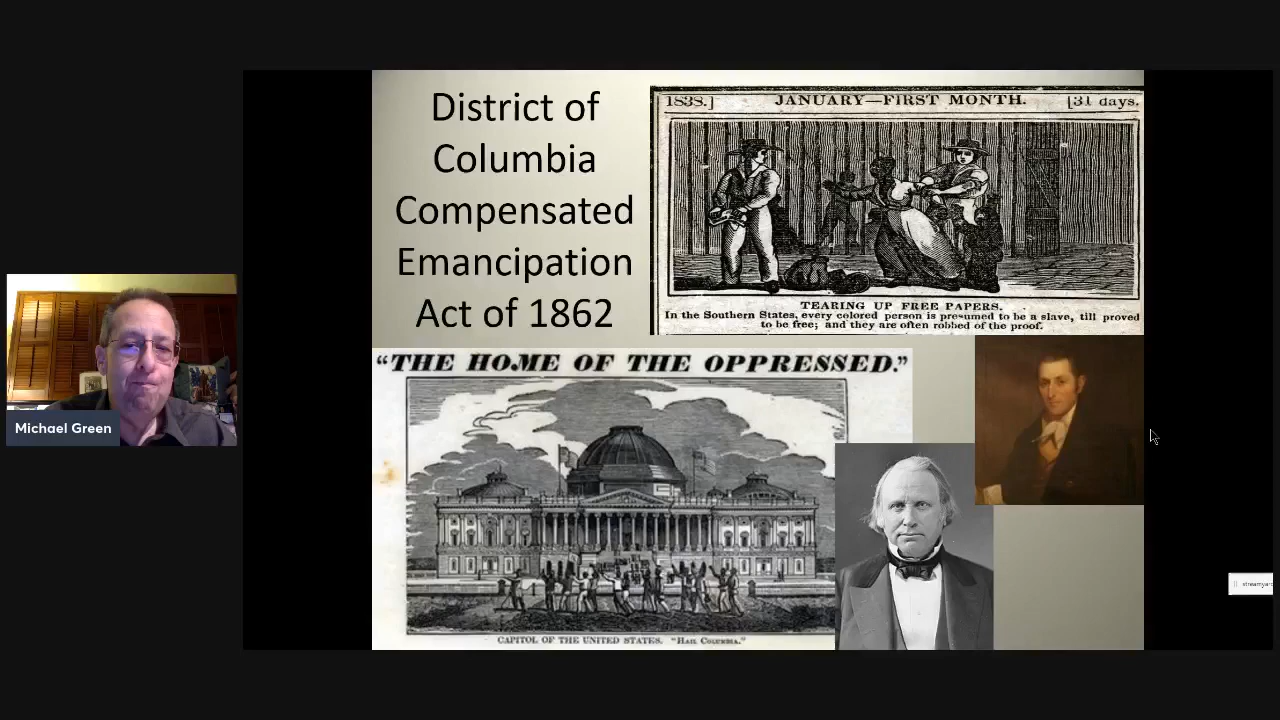 District of
Columbia
Compensated
Emancipation
Act of 1862
1838.] JANUARY—FIRST MONTH. [31 days.
TEARING UP FREE PAPERS.
In the Southern States, every colored person is presumed to be a slave, till proved
to be free; and they are often robbed of the proof.
“THE HOME OF THE OPPRESSED.”
CAPITOL OF THE UNITED STATES. "HAIL COLUMBIA."
Michael Green